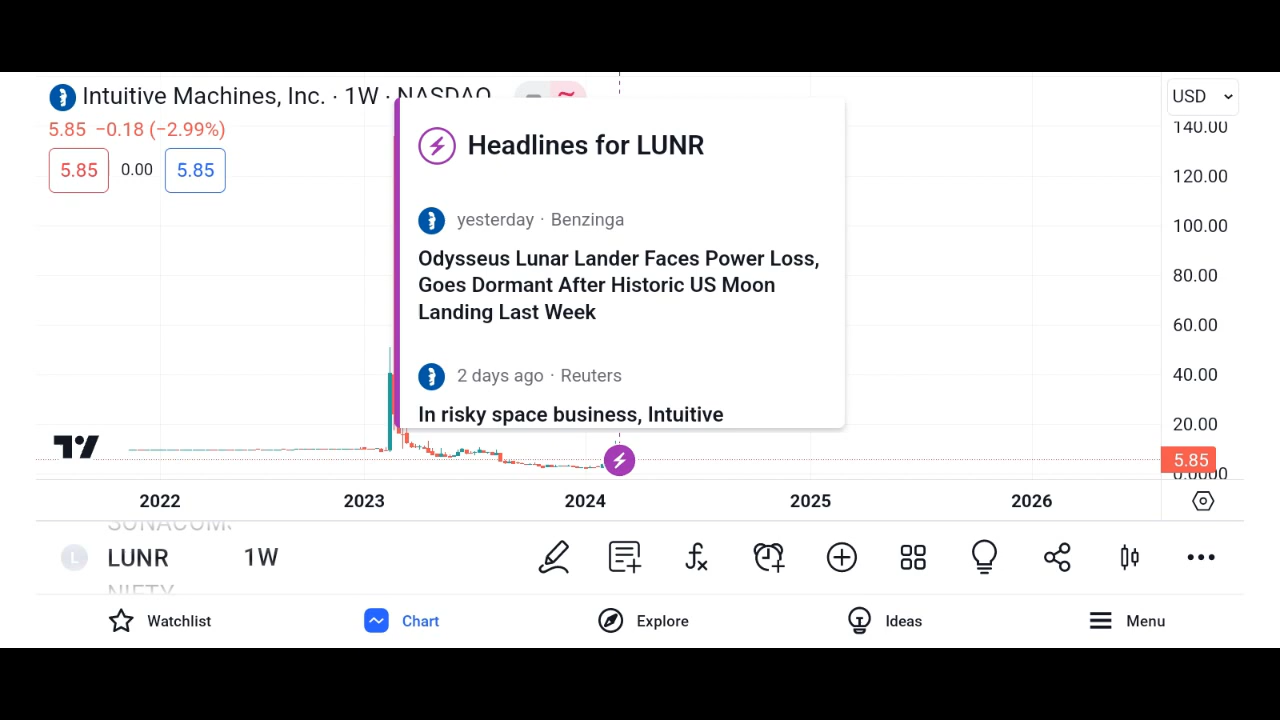 Intuitive Machines, Inc. · 1W · NASDAQ
USD
5.85 −0.18 (−2.99%)
5.85 0.00 5.85
Headlines for LUNR
yesterday · Benzinga
Odysseus Lunar Lander Faces Power Loss,
Goes Dormant After Historic US Moon
Landing Last Week
2 days ago · Reuters
In risky space business, Intuitive
140.00
120.00
100.00
80.00
60.00
40.00
20.00
5.85
0.0000
2022 2023 2024 2025 2026
L LUNR 1W
NIFTY
Watchlist Chart Explore Ideas Menu